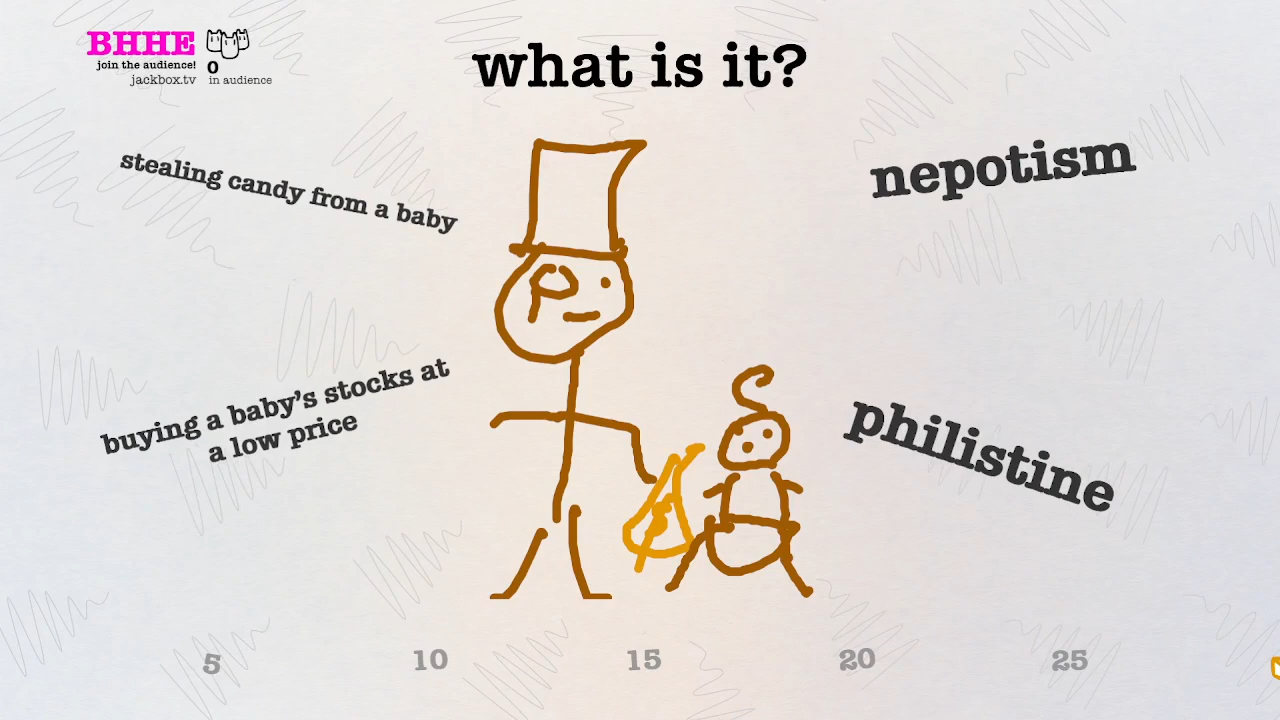 BHHE
join the audience!
jackbox.tv
0
in audience
what is it?
stealing candy from a baby
nepotism
buying a baby's stocks at
a low price
philistine
5 10 15 20 25